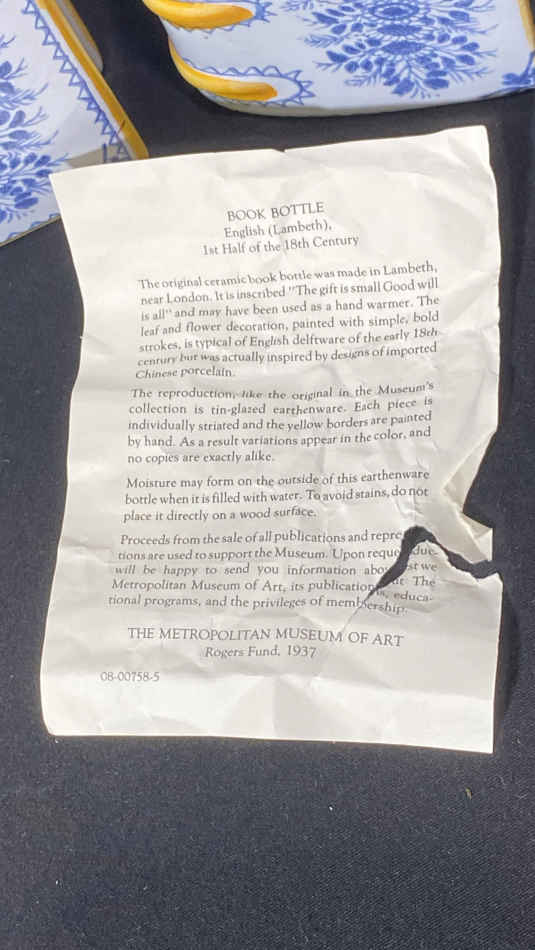 BOOK BOTTLE
English (Lambeth),
1st Half of the 18th Century
The original ceramic book bottle was made in Lambeth,
near London. It is inscribed "The gift is small Good will
is all" and may have been used as a hand warmer. The
leaf and flower decoration, painted with simple, bold
strokes, is typical of English delftware of the early 18th
century but was actually inspired by designs of imported
Chinese porcelain.
The reproduction, like the original in the Museum's
collection is tin-glazed earthenware. Each piece is
individually striated and the yellow borders are painted
by hand. As a result variations appear in the color, and
no copies are exactly alike.
Moisture may form on the outside of this earthenware
bottle when it is filled with water. To avoid stains, do not
place it directly on a wood surface.
Proceeds from the sale of all publications and repro
duc-
tions are used to support the Museum. Upon reque
st we
will be happy to send you information abo
ut The
Metropolitan Museum of Art, its publication
s, educa-
tional programs, and the privileges of membership.
THE METROPOLITAN MUSEUM OF ART
Rogers Fund, 1937
08-00758-5